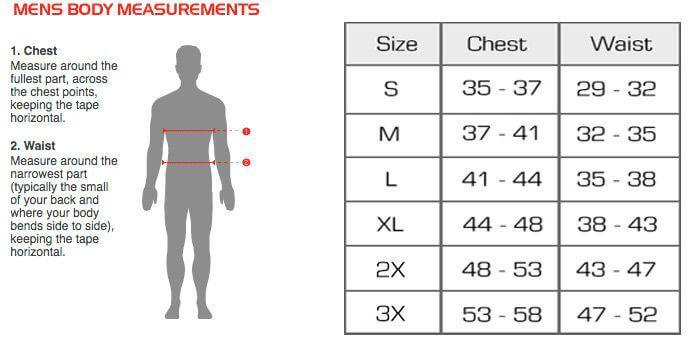 MENS BODY MEASUREMENTS
1. Chest
Measure around the
fullest part, across
the chest points,
keeping the tape
horizontal.
2. Waist
Measure around the
narrowest part
(typically the small
of your back and
where your body
bends side to side),
keeping the tape
horizontal.
1
2
Size Chest Waist
S 35 - 37 29 - 32
M 37 - 41 32 - 35
L 41 - 44 35 - 38
XL 44 - 48 38 - 43
2X 48 - 53 43 - 47
3X 53 - 58 47 - 52